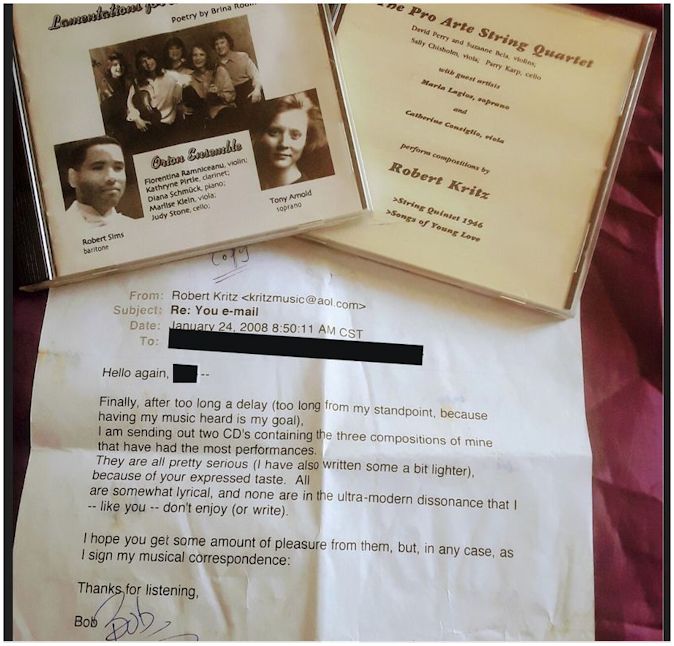 Lamentations for
Poetry by Brina
Orion Ensemble
Florentina Ramniceanu, violin;
Kathryne Pirtle, clarinet;
Diana Schmück, piano;
Marlise Klein, viola;
Judy Stone, cello;
Robert Sims
baritone
Tony Arnold
soprano
The Pro Arte String Quartet
David Perry and Suzanne Beia, violins;
Sally Chisholm, viola; Parry Karp, cello
with guest artists
Maria Lagios, soprano
and
Catherine Consiglio, viola
perform compositions by
Robert Kritz
>String Quintet 1946
>Songs of Young Love
Copy
From: Robert Kritz <kritzmusic@aol.com>
Subject: Re: You e-mail
Date: January 24, 2008 8:50:11 AM CST
To:
Hello again, --
Finally, after too long a delay (too long from my standpoint, because
having my music heard is my goal),
I am sending out two CD's containing the three compositions of mine
that have had the most performances.
They are all pretty serious (I have also written some a bit lighter),
because of your expressed taste. All
are somewhat lyrical, and none are in the ultra-modern dissonance that I
-- like you -- don't enjoy (or write).
I hope you get some amount of pleasure from them, but, in any case, as
I sign my musical correspondence:
Thanks for listening,
Bob Bob